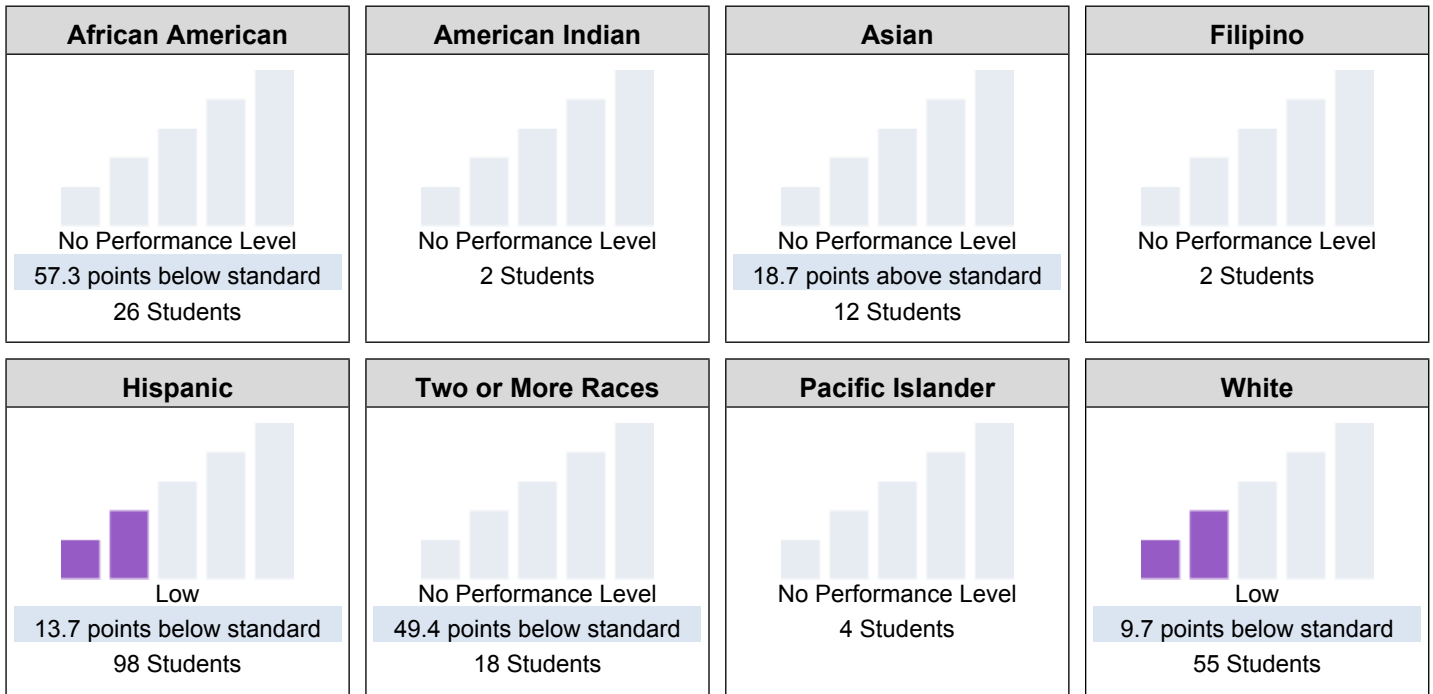 African American
No Performance Level
57.3 points below standard
26 Students
American Indian
No Performance Level
2 Students
Asian
No Performance Level
18.7 points above standard
12 Students
Filipino
No Performance Level
2 Students
Hispanic
Low
13.7 points below standard
98 Students
Two or More Races
No Performance Level
49.4 points below standard
18 Students
Pacific Islander
No Performance Level
4 Students
White
Low
9.7 points below standard
55 Students